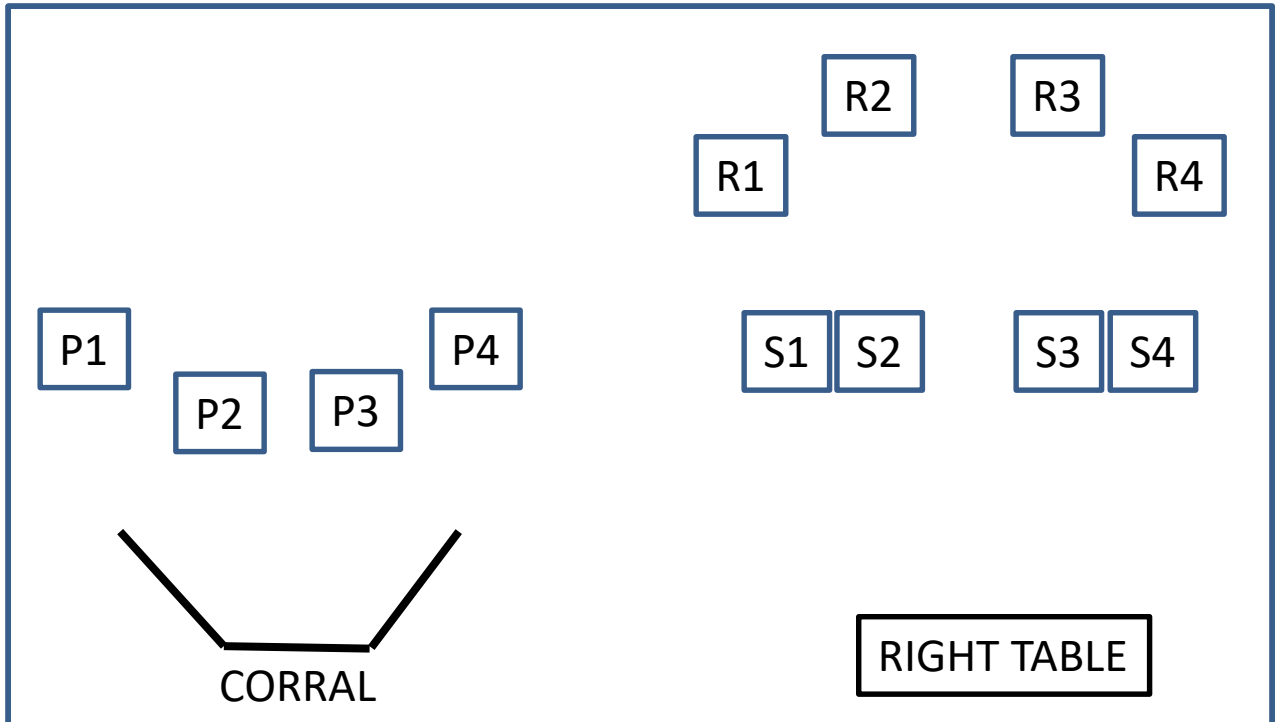 R2 R3
R1 R4
P1 P4 S1 S2 S3 S4
P2 P3
RIGHT TABLE
CORRAL